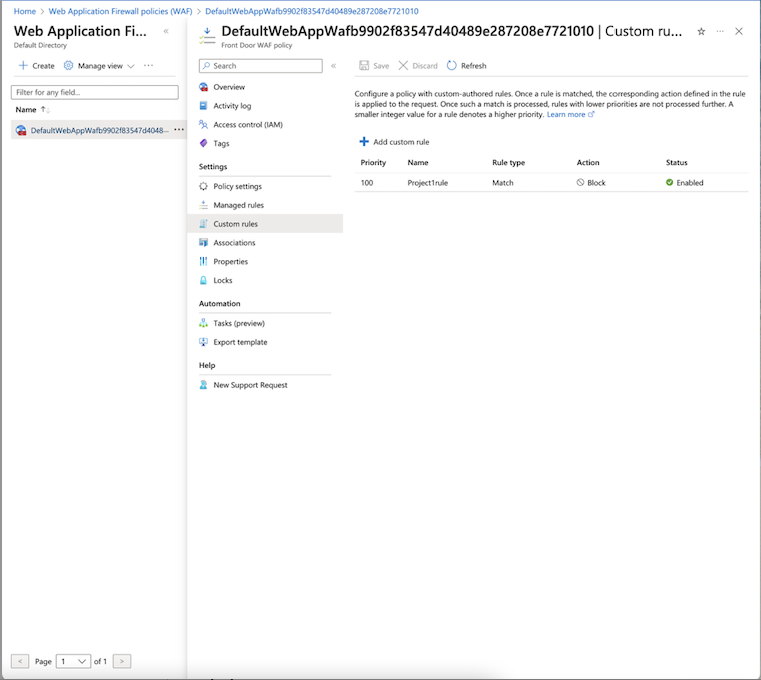 Home > Web Application Firewall policies (WAF) > DefaultWebAppWafb9902f83547d40489e287208e7721010
Web Application Fi...
Default Directory
Create
Manage view
Filter for any field...
Name
DefaultWebAppWafb9902f83547d4048...
Page
1
of 1
DefaultWebAppWafb9902f83547d40489e287208e7721010 | Custom ru...
Front Door WAF policy
Search
Overview
Activity log
Access control (IAM)
Tags
Settings
Policy settings
Managed rules
Custom rules
Associations
Properties
Locks
Automation
Tasks (preview)
Export template
Help
New Support Request
Save
Discard
Refresh
Configure a policy with custom-authored rules. Once a rule is matched, the corresponding action defined in the rule
is applied to the request. Once such a match is processed, rules with lower priorities are not processed further. A
smaller integer value for a rule denotes a higher priority. Learn more
Add custom rule
Priority Name Rule type Action Status
100 Project1rule Match Block Enabled